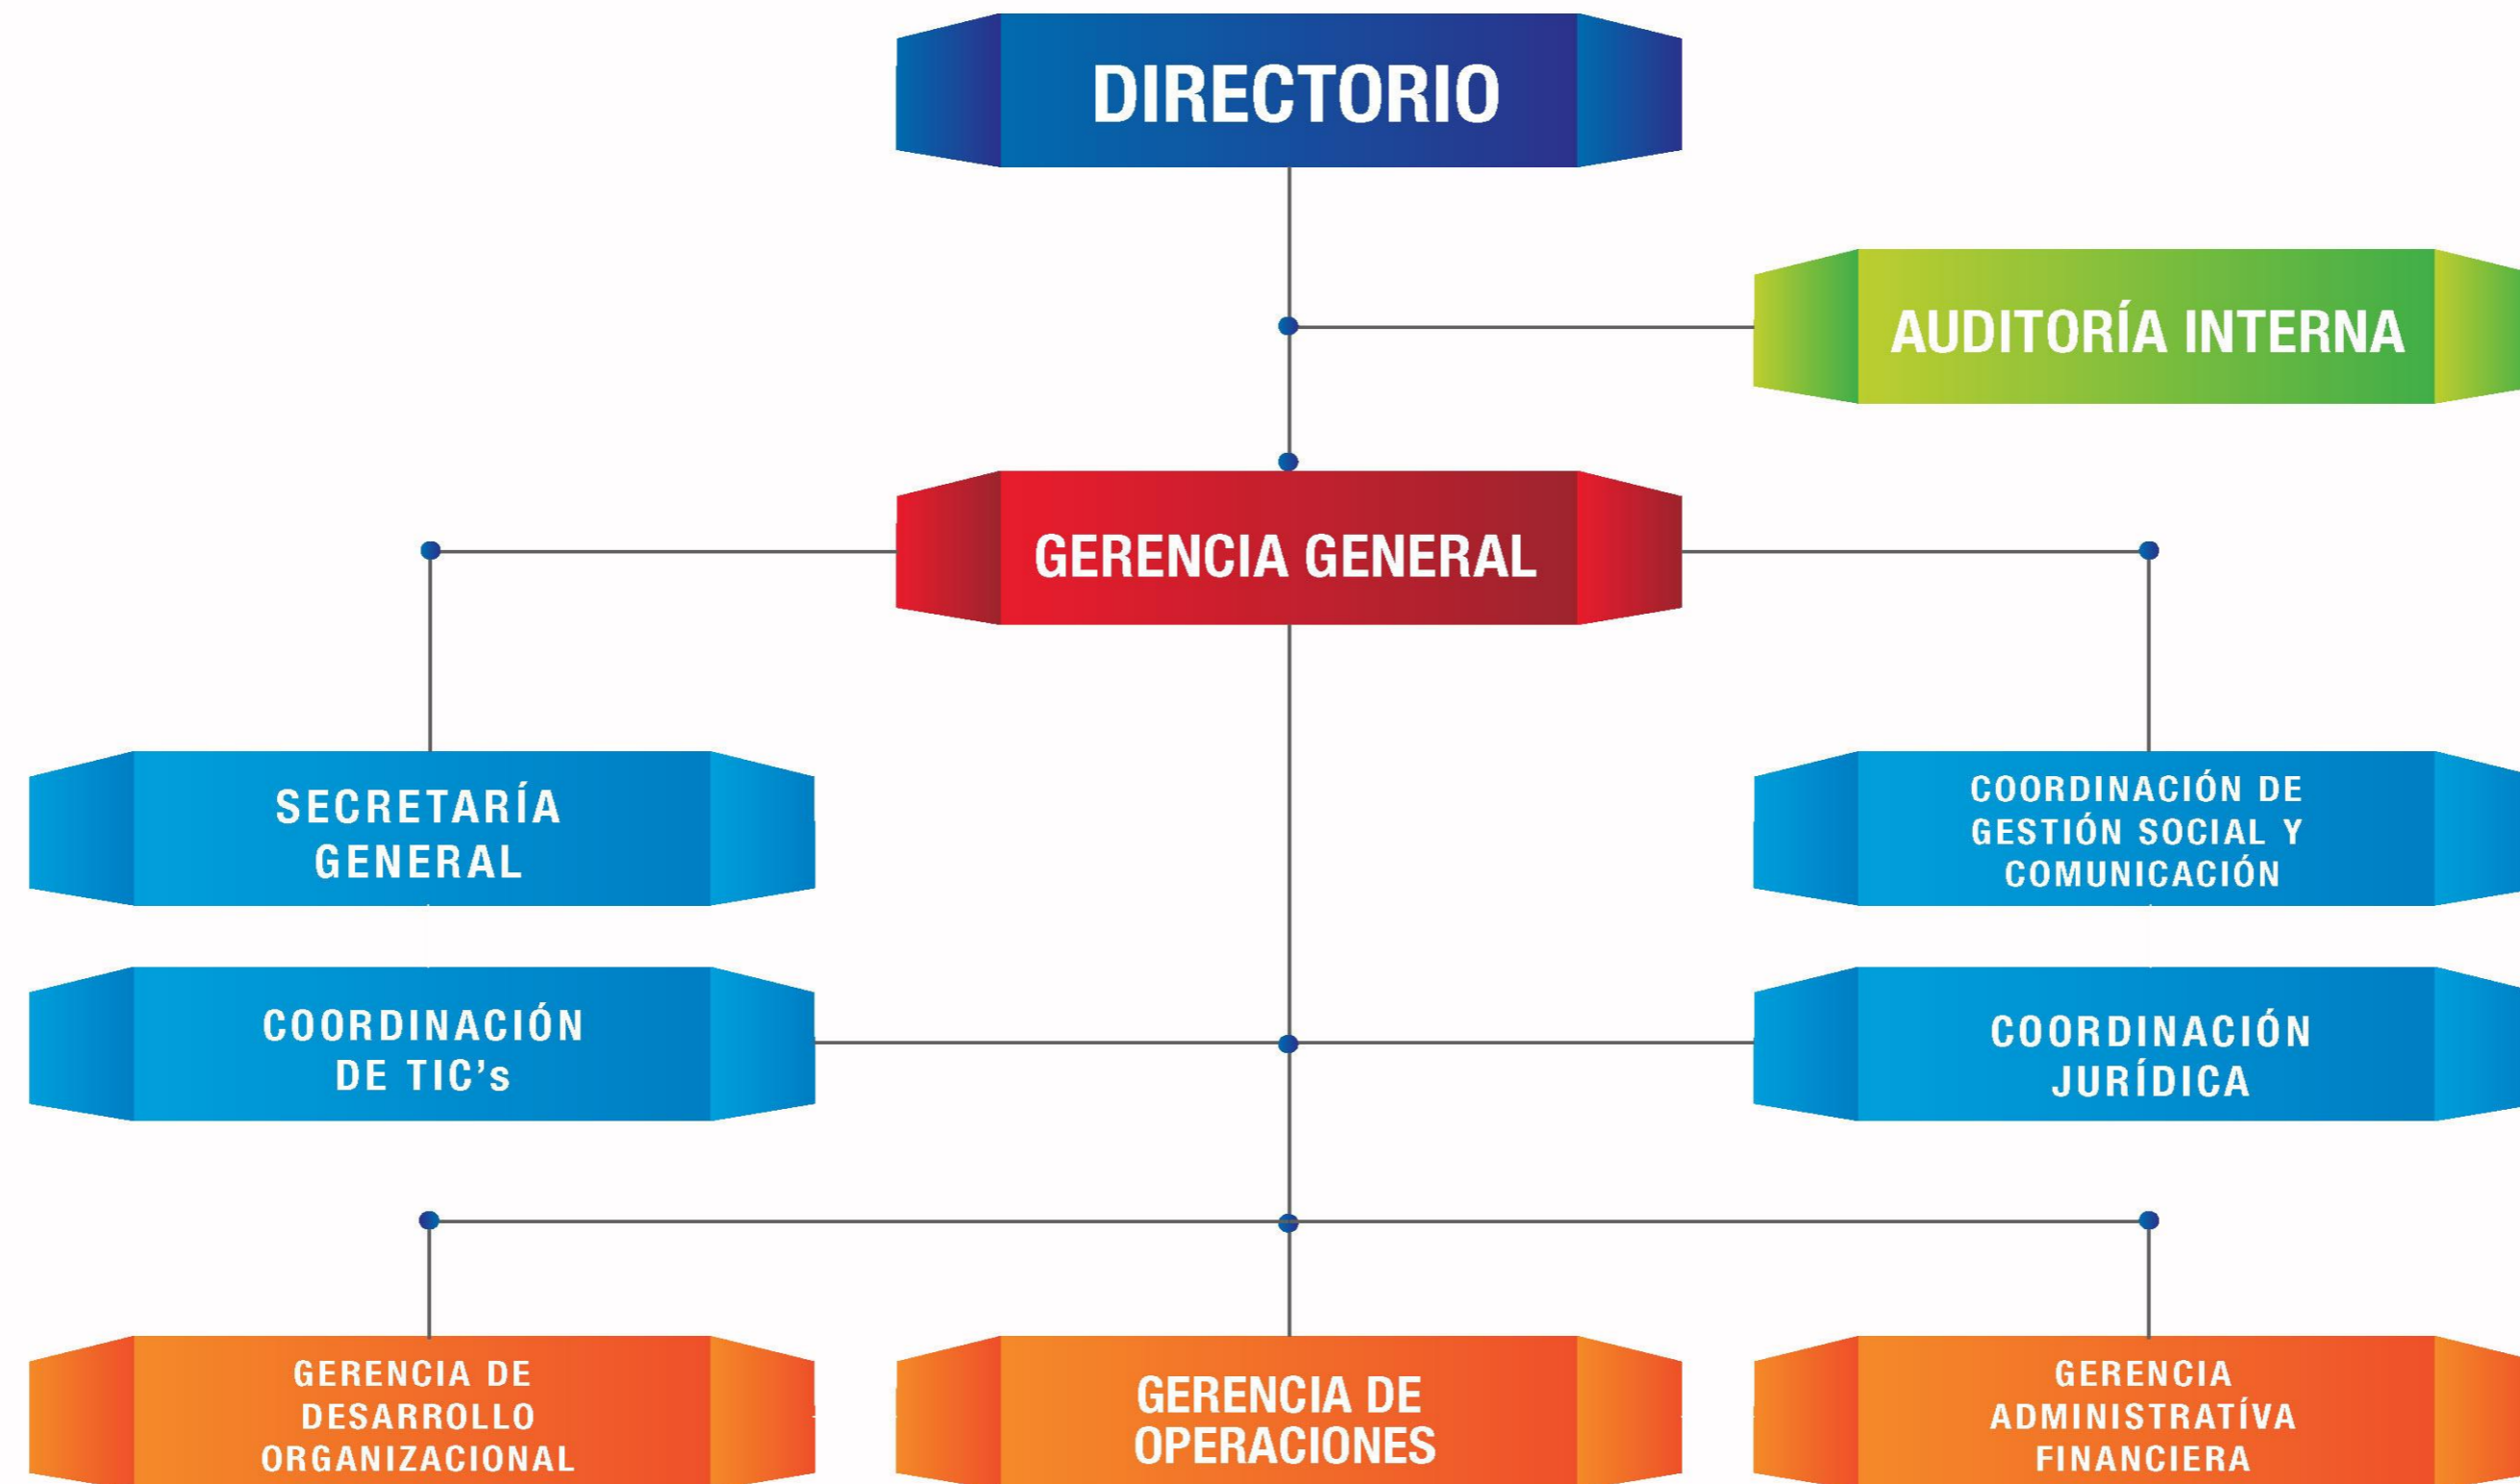 DIRECTORIO
AUDITORÍA INTERNA
GERENCIA GENERAL
SECRETARÍA
GENERAL
COORDINACIÓN DE
GESTIÓN SOCIAL Y
COMUNICACIÓN
COORDINACIÓN
DE TIC’s
COORDINACIÓN
JURÍDICA
GERENCIA DE
DESARROLLO
ORGANIZACIONAL
GERENCIA DE
OPERACIONES
GERENCIA
ADMINISTRATÍVA
FINANCIERA